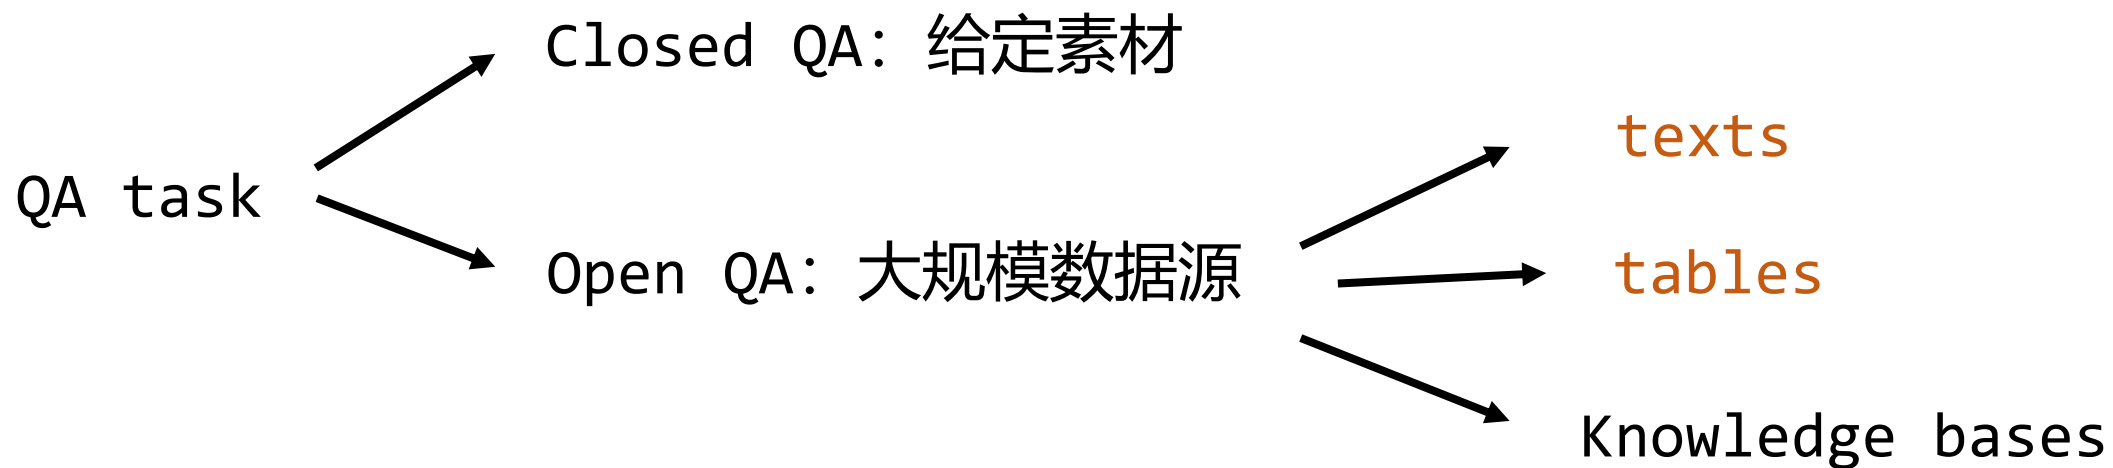 Closed QA：给定素材
texts
QA task
Open QA：大规模数据源
tables
Knowledge bases